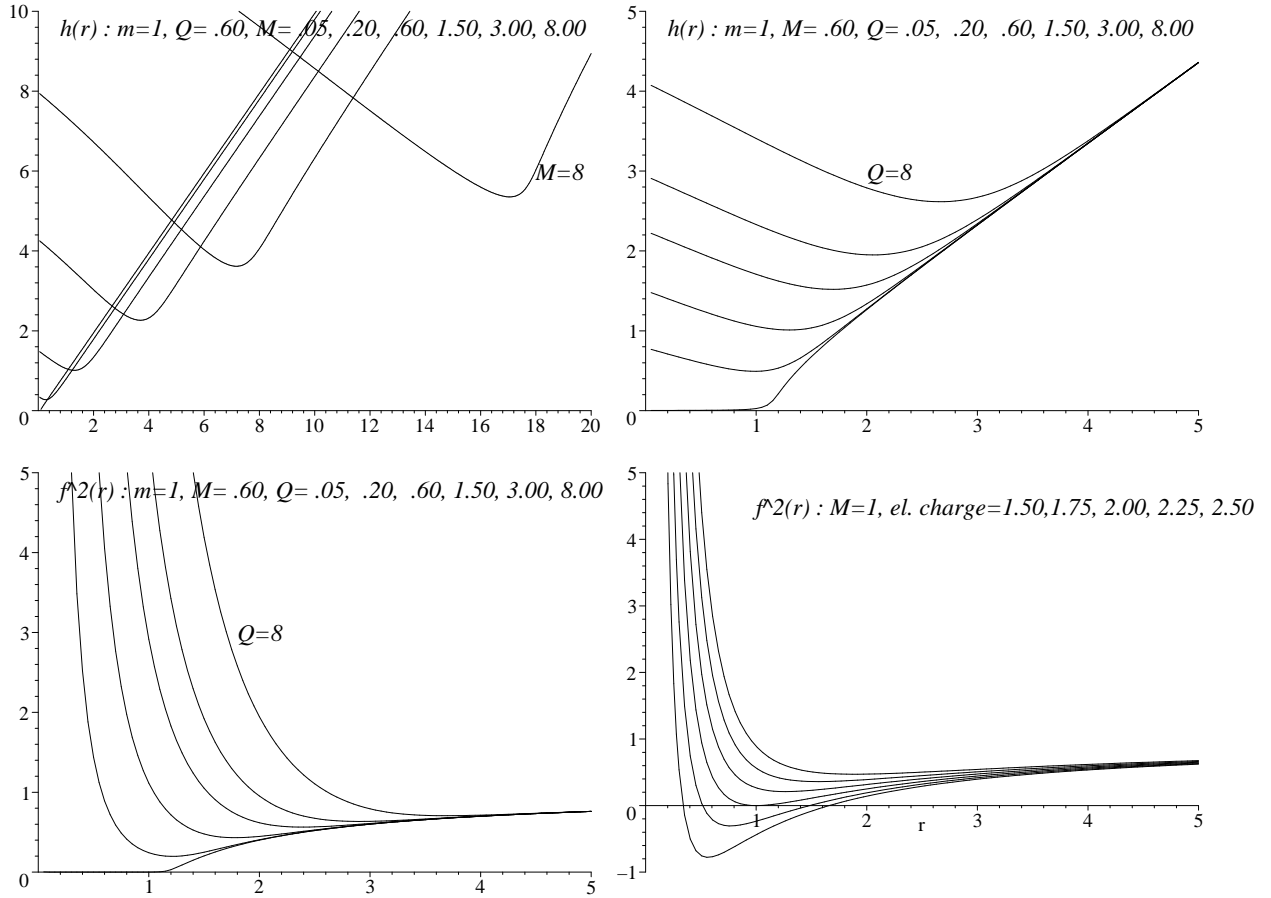 h(r) : m=1, Q= .60, M= .05, .20, .60, 1.50, 3.00, 8.00
10
8
6
4
2
0
M=8
2 4 6 8 10 12 14 16 18 20
h(r) : m=1, M= .60, Q= .05, .20, .60, 1.50, 3.00, 8.00
5
4
3
2
1
0
Q=8
1 2 3 4 5
f^2(r) : m=1, M= .60, Q= .05, .20, .60, 1.50, 3.00, 8.00
5
4
3
2
1
0
Q=8
1 2 3 4 5
f^2(r) : M=1, el. charge=1.50,1.75, 2.00, 2.25, 2.50
5
4
3
2
1
0
–1
1 2 3 4 5
r